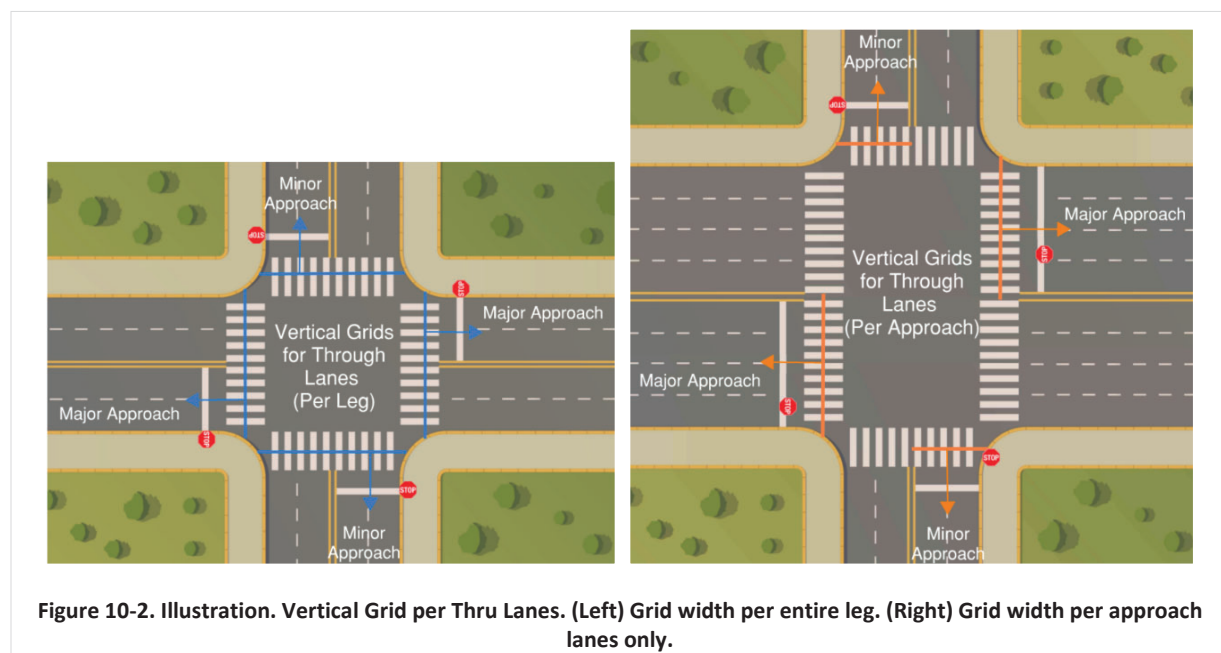 Minor
Approach
STOP
STOP
Major Approach
Vertical Grids
for Through
Lanes
(Per Leg)
Major Approach
STOP
STOP
Minor
Approach
Minor
Approach
STOP
Major Approach
STOP
Vertical Grids
for Through
Lanes
(Per Approach)
Major Approach
STOP
STOP
Minor
Approach
Figure 10-2. Illustration. Vertical Grid per Thru Lanes. (Left) Grid width per entire leg. (Right) Grid width per approach
lanes only.